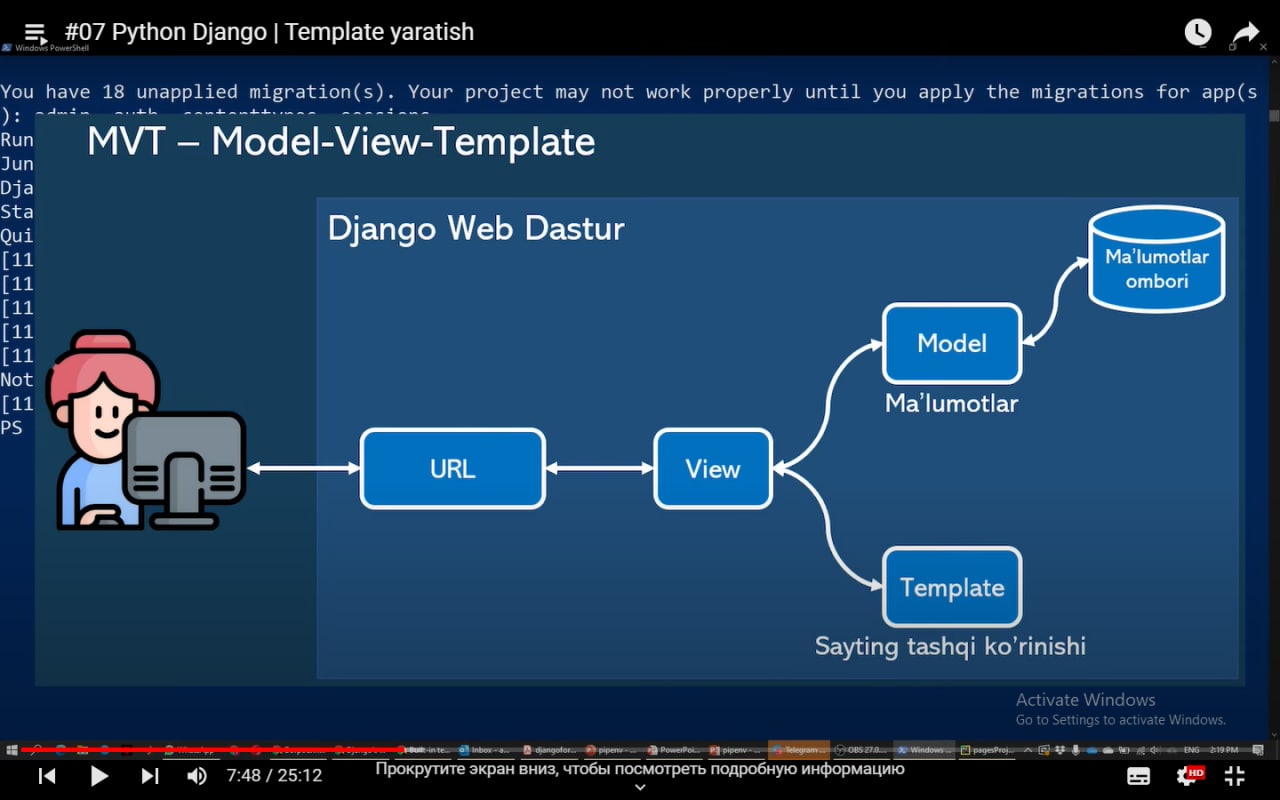 #07 Python Django | Template yaratish
Windows PowerShell
You have 18 unapplied migration(s). Your project may not work properly until you apply the migrations for app(s
): admin, auth, contenttypes, sessions.
Run
Jun
Dja
Sta
Qui
[11
[11
[11
[11
[11
Not
[11
PS
MVT – Model-View-Template
Django Web Dastur
Ma'lumotlar
ombori
Model
Ma'lumotlar
URL
View
Template
Sayting tashqi ko'rinishi
Activate Windows
Go to Settings to activate Windows.
WhatsApp
Built-in te...
Inbox - a...
djangofor...
pipenv - ...
PowerPoi...
pipenv - ...
Telegram ...
OBS 27.0...
Windows ...
pagesProj...
ENG
2:19 PM
7:48 / 25:12
Прокрутите экран вниз, чтобы посмотреть подробную информацию
HD